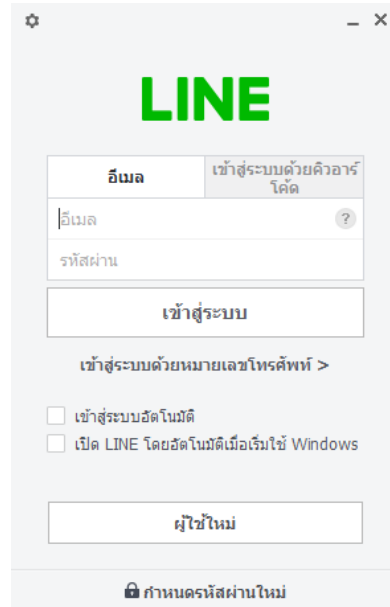 LINE
อีเมล
เข้าสู่ระบบด้วยคิวอาร์
โค้ด
อีเมล
?
รหัสผ่าน
เข้าสู่ระบบ
เข้าสู่ระบบด้วยหมายเลขโทรศัพท์ >
เข้าสู่ระบบอัตโนมัติ
เปิด LINE โดยอัตโนมัติเมื่อเริ่มใช้ Windows
ผู้ใช้ใหม่
กำหนดรหัสผ่านใหม่